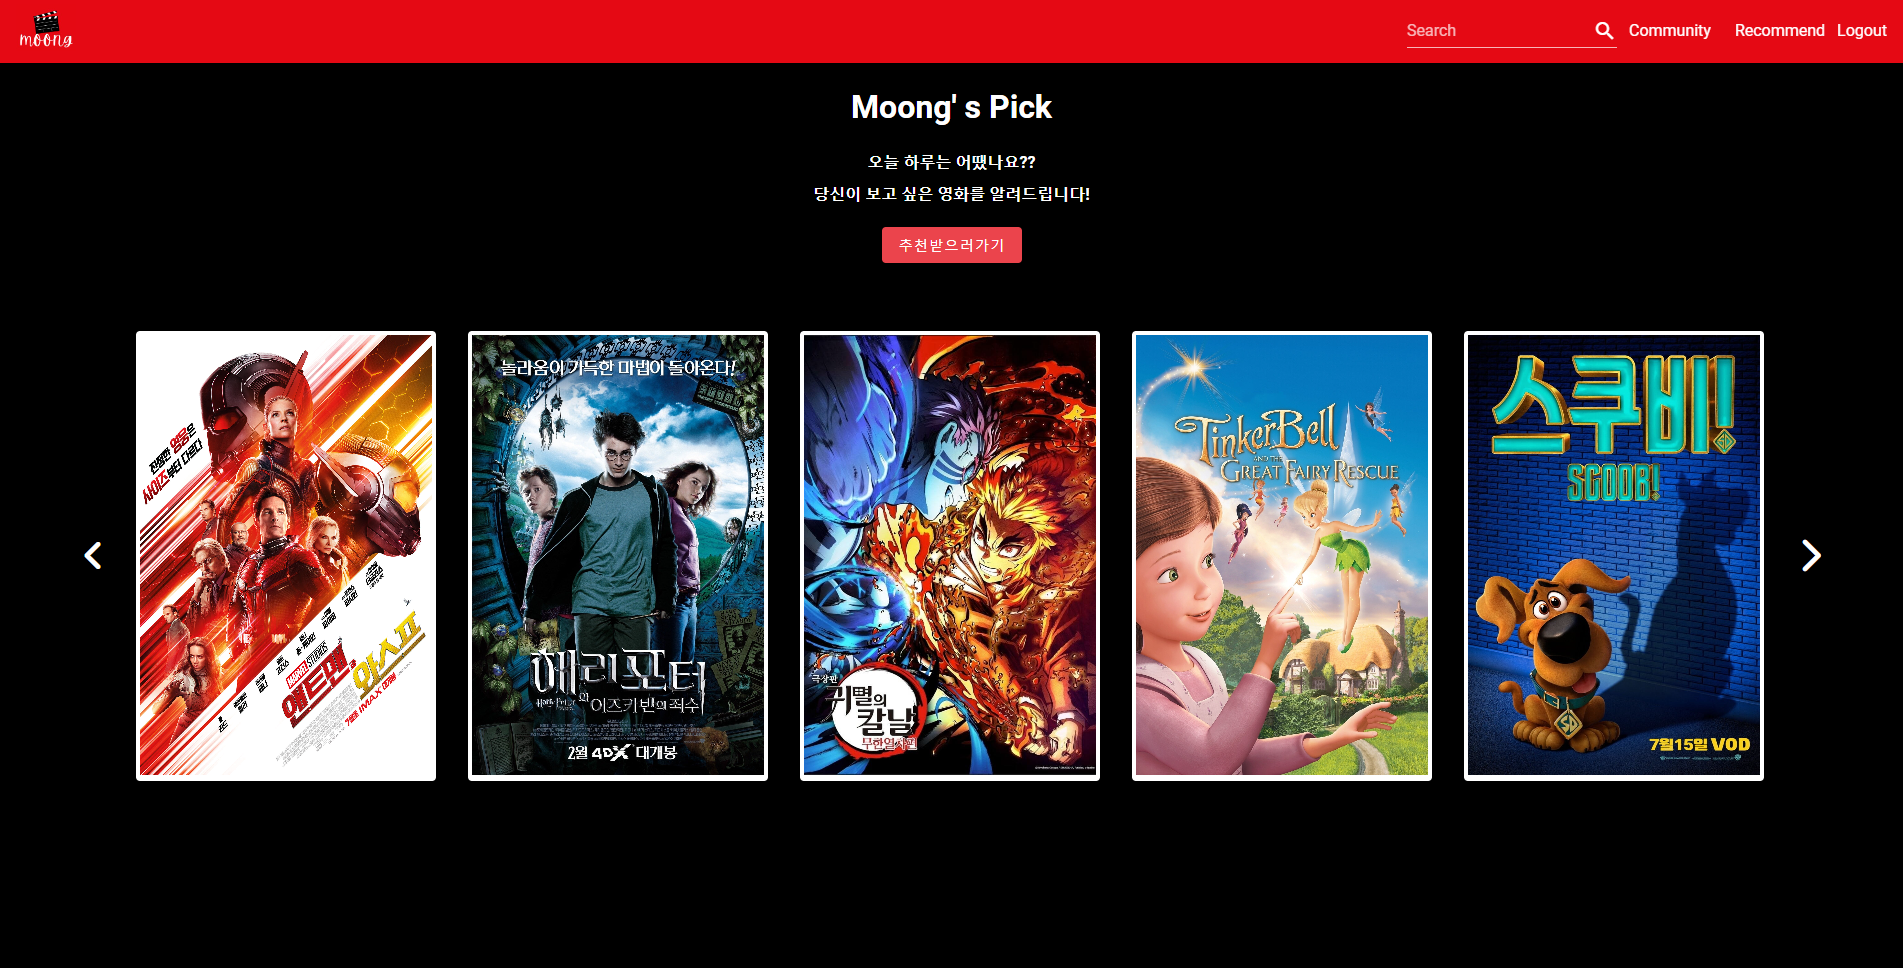 moong
Search
Community
Recommend
Logout
Moong' s Pick
오늘 하루는 어땠나요??
당신이 보고 싶은 영화를 알려드립니다!
추천받으러가기
진정한 영웅은
사이즈부터 다르다
MARVEL STUDIOS
앤트맨과
와스프
7월 IMAX 대개봉
놀라움이 가득한 마법이 돌아온다!
해리포터
와 이즈카반의 죄수
2월 4DX 대개봉
극장판
귀멸의
칼날
무한열차편
TinkerBell
AND THE
GREAT FAIRY RESCUE
스쿠비!
SD
SCOOB!
SD
7월15일 VOD